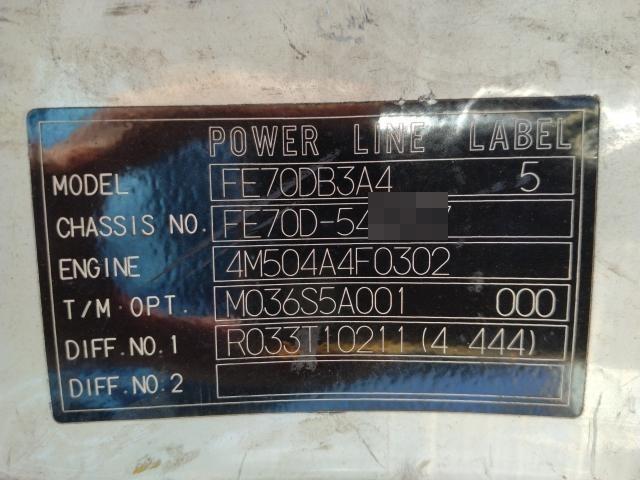 POWER LINE LABEL
MODEL FE70DB3A4 5
CHASSIS NO. FE70D-54
ENGINE 4M504A4F0302
T/M OPT. M036S5A001 000
DIFF.NO.1 R033T10211 (4 444)
DIFF.NO.2